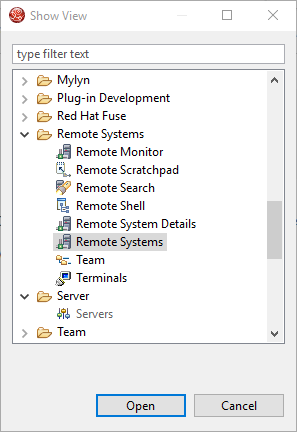 Show View
type filter text
Mylyn
Plug-in Development
Red Hat Fuse
Remote Systems
Remote Monitor
Remote Scratchpad
Remote Search
Remote Shell
Remote System Details
Remote Systems
Team
Terminals
Server
Servers
Team
Open
Cancel